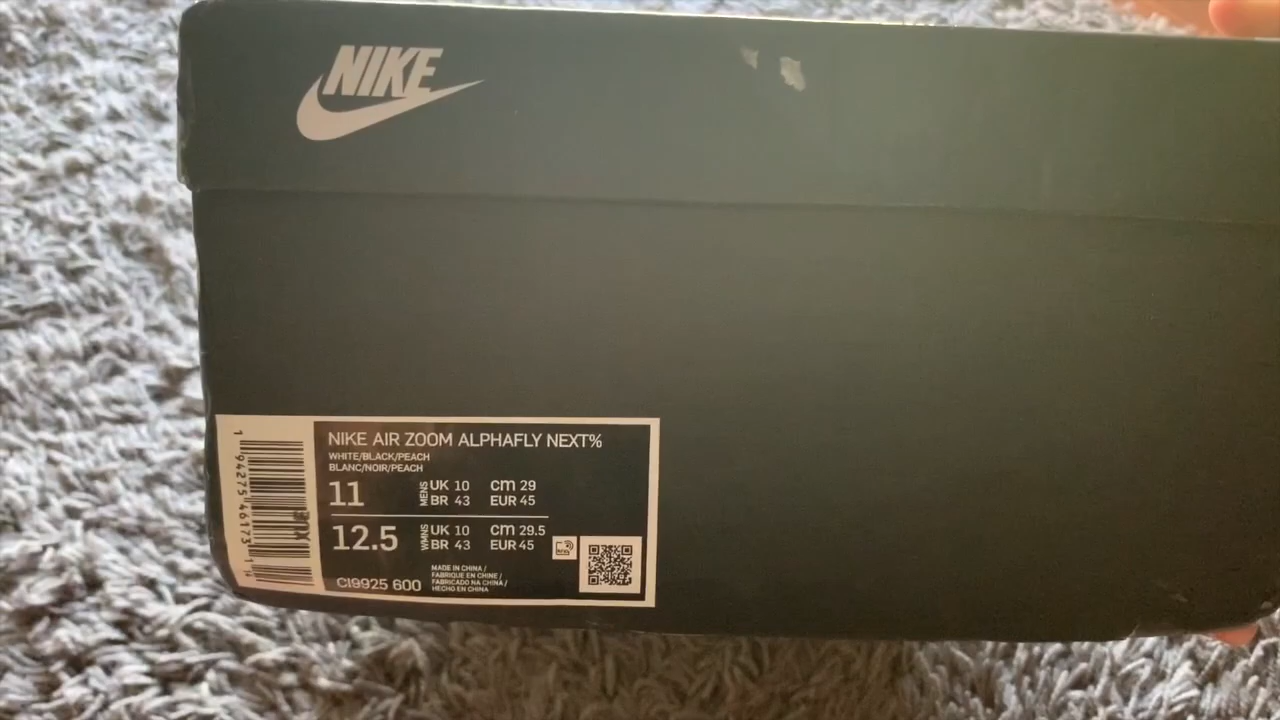 NIKE
NIKE AIR ZOOM ALPHAFLY NEXT%
WHITE/BLACK/PEACH
BLANC/NOIR/PEACH
11 MENS UK 10 cm 29
BR 43 EUR 45
12.5 WMNS UK 10 cm 29.5
BR 43 EUR 45
CI9925 600
MADE IN CHINA /
FABRIQUE EN CHINE /
FABRICADO NA CHINA /
HECHO EN CHINA
XUE